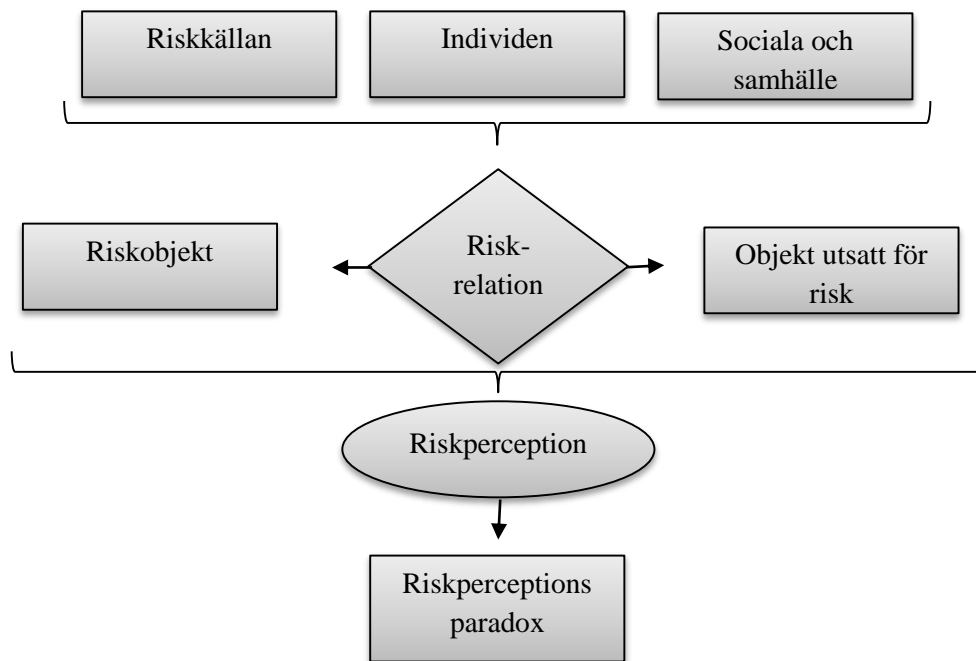 Riskkällan
Individen
Sociala och
samhälle
Riskobjekt
Risk-
relation
Objekt utsatt för
risk
Riskperception
Riskperceptions
paradox